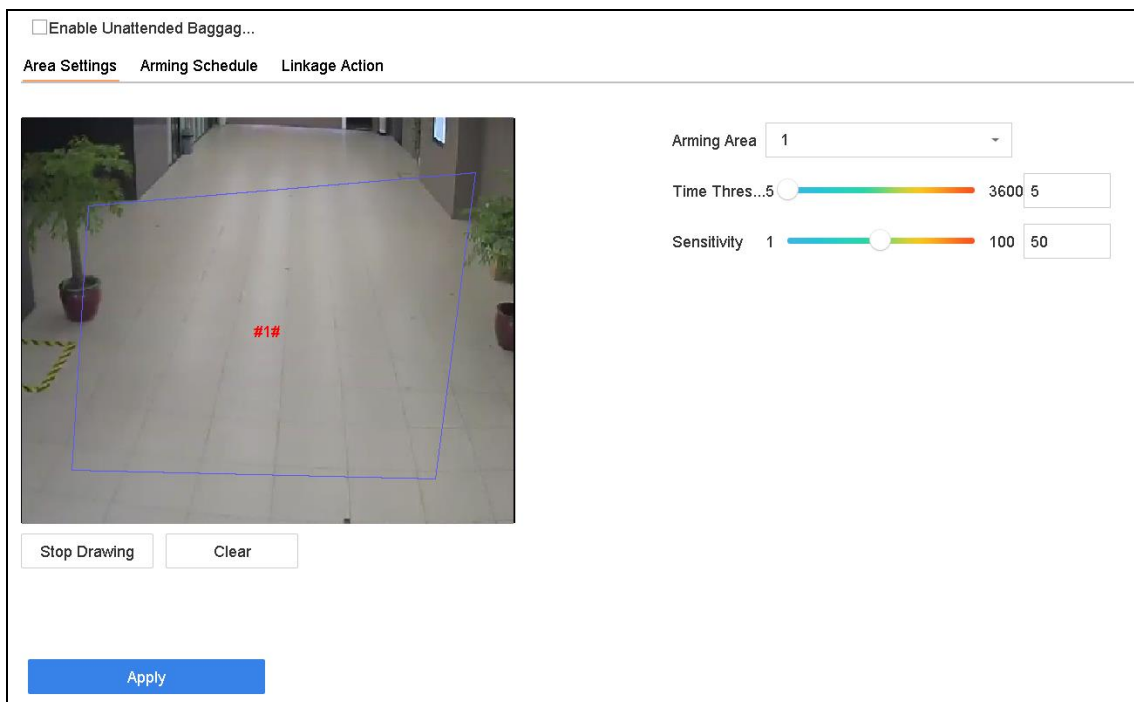 Enable Unattended Baggag...
Area Settings Arming Schedule Linkage Action
Arming Area 1
Time Thres...5 3600 5
Sensitivity 1 100 50
#1#
Stop Drawing Clear
Apply